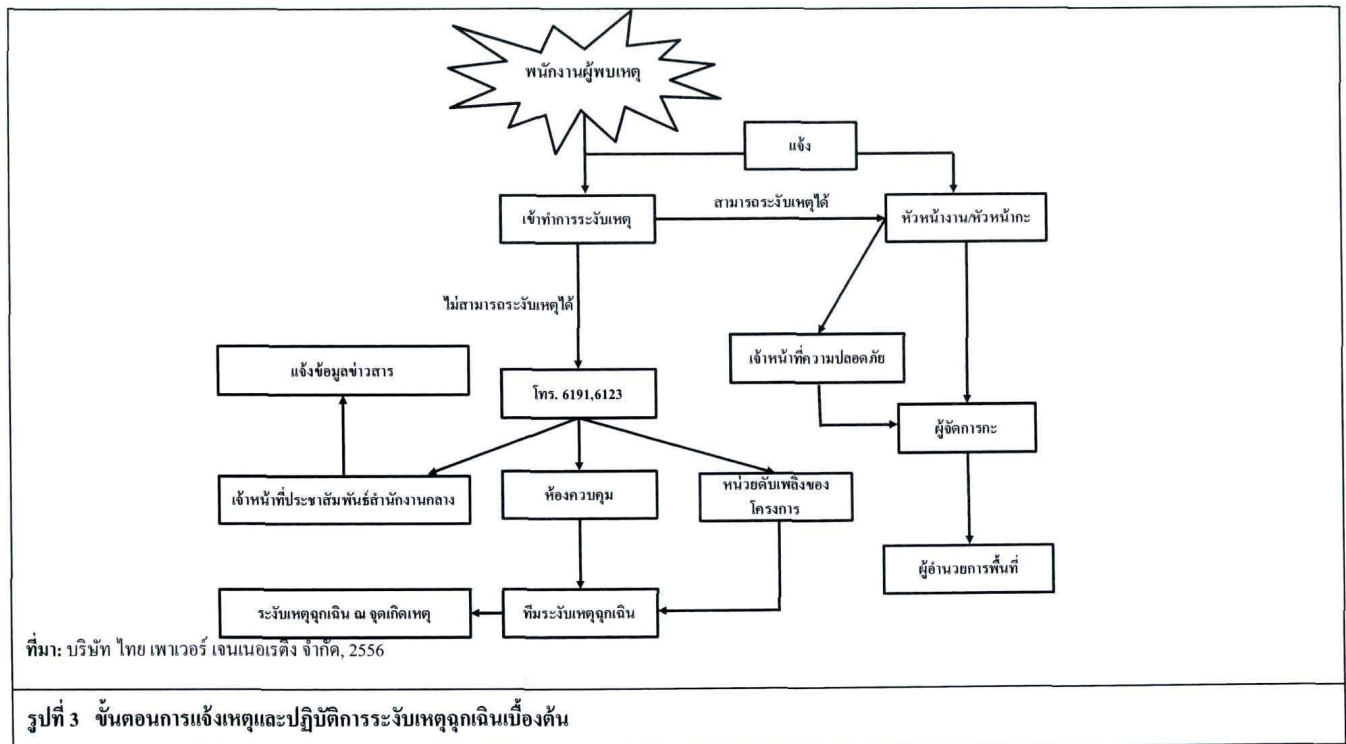 พนักงานผู้พบเหตุ
แจ้ง
เข้าทำการระงับเหตุ
สามารถระงับเหตุได้
หัวหน้างาน/หัวหน้ากะ
ไม่สามารถระงับเหตุได้
แจ้งข้อมูลข่าวสาร
โทร. 6191,6123
เจ้าหน้าที่ความปลอดภัย
ผู้จัดการกะ
เจ้าหน้าที่ประชาสัมพันธ์สำนักงานกลาง
ห้องควบคุม
หน่วยดับเพลิงของ
โครงการ
ผู้อำนวยการพื้นที่
ระงับเหตุฉุกเฉิน ณ จุดเกิดเหตุ
ทีมระงับเหตุฉุกเฉิน
ที่มา: บริษัท ไทย เพาเวอร์ เจนเนอเรติ้ง จำกัด, 2556
รูปที่ 3 ขั้นตอนการแจ้งเหตุและปฏิบัติการระงับเหตุฉุกเฉินเบื้องต้น